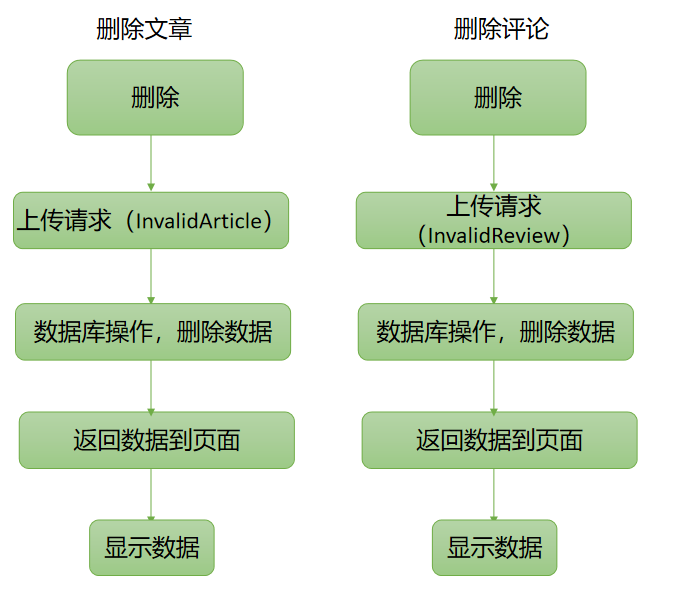 删除文章
删除
上传请求（InvalidArticle）
数据库操作，删除数据
返回数据到页面
显示数据
删除评论
删除
上传请求
（InvalidReview）
数据库操作，删除数据
返回数据到页面
显示数据